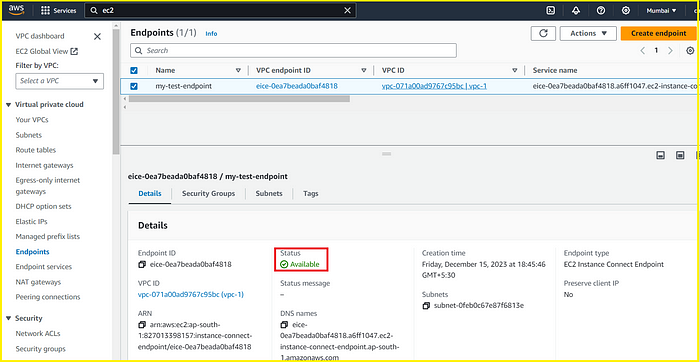 aws
Services
ec2
Mumbai
VPC dashboard
EC2 Global View
Filter by VPC:
Select a VPC
Virtual private cloud
Your VPCs
Subnets
Route tables
Internet gateways
Egress-only internet
gateways
DHCP option sets
Elastic IPs
Managed prefix lists
Endpoints
Endpoint services
NAT gateways
Peering connections
Security
Network ACLs
Security groups
Endpoints (1/1) Info
Actions
Create endpoint
Search
1
Name VPC endpoint ID VPC ID Service name
my-test-endpoint eice-0ea7beada0baf4818 vpc-071a00ad9767c95bc | vpc-1 eice-0ea7beada0baf4818.a6ff1047.ec2-instance-co
eice-0ea7beada0baf4818 / my-test-endpoint
Details Security Groups Subnets Tags
Details
Endpoint ID
eice-0ea7beada0baf4818
VPC ID
vpc-071a00ad9767c95bc (vpc-1)
ARN
arn:aws:ec2:ap-south-
1:827013398157:instance-connect-
endpoint/eice-0ea7beada0baf4818
Status
Available
Status message
–
DNS names
eice-
0ea7beada0baf4818.a6ff1047.ec2-
instance-connect-endpoint.ap-south-
1.amazonaws.com
Creation time
Friday, December 15, 2023 at 18:45:46
GMT+5:30
Subnets
subnet-0feb0c67e87f6813e
Endpoint type
EC2 Instance Connect Endpoint
Preserve client IP
No